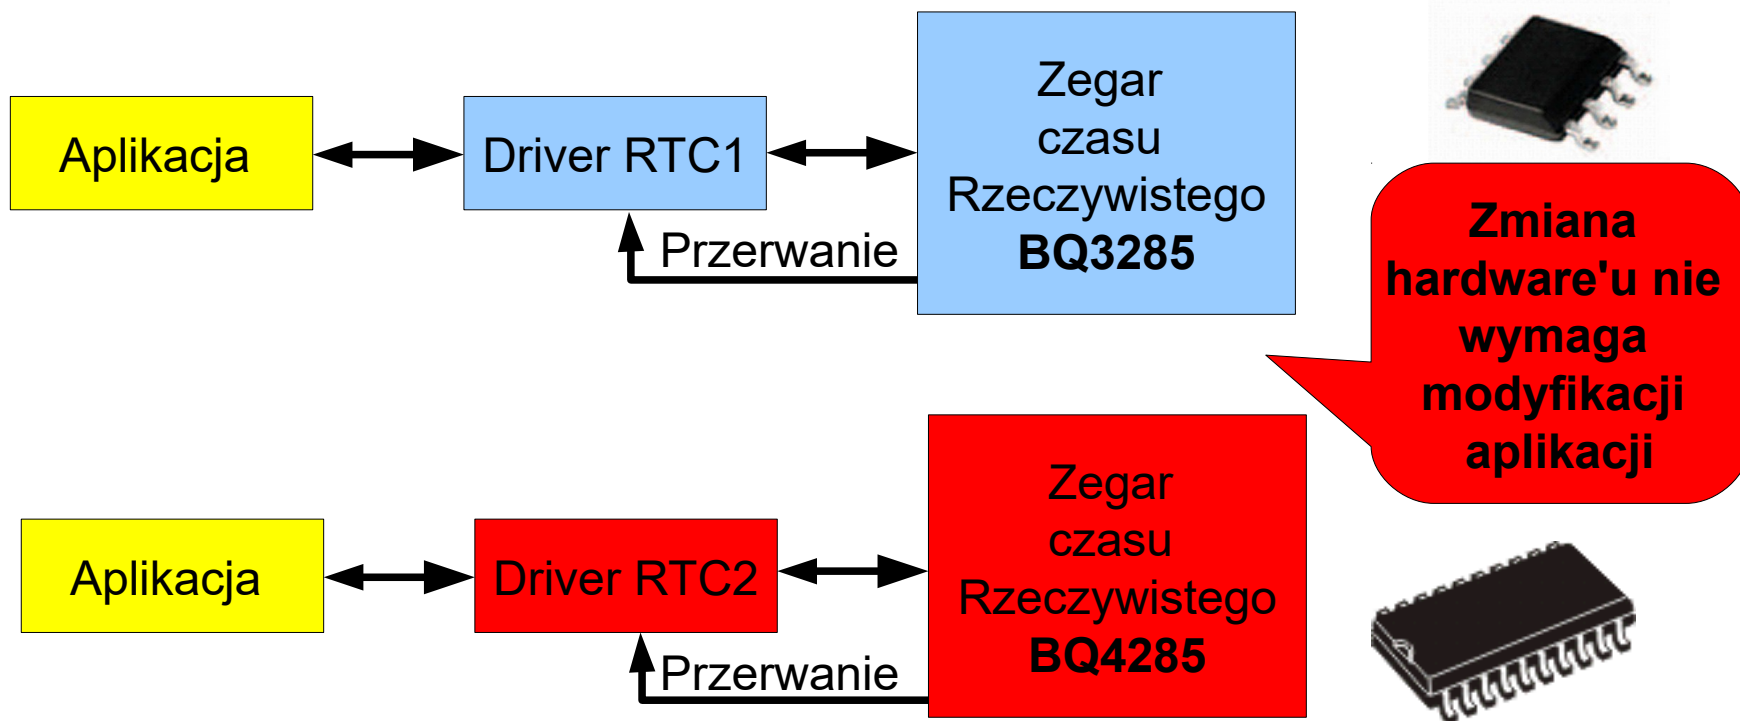 Aplikacja
Driver RTC1
Zegar
czasu
Rzeczywistego
BQ3285
Przerwanie
Zmiana
hardware'u nie
wymaga
modyfikacji
aplikacji
Aplikacja
Driver RTC2
Zegar
czasu
Rzeczywistego
BQ4285
Przerwanie